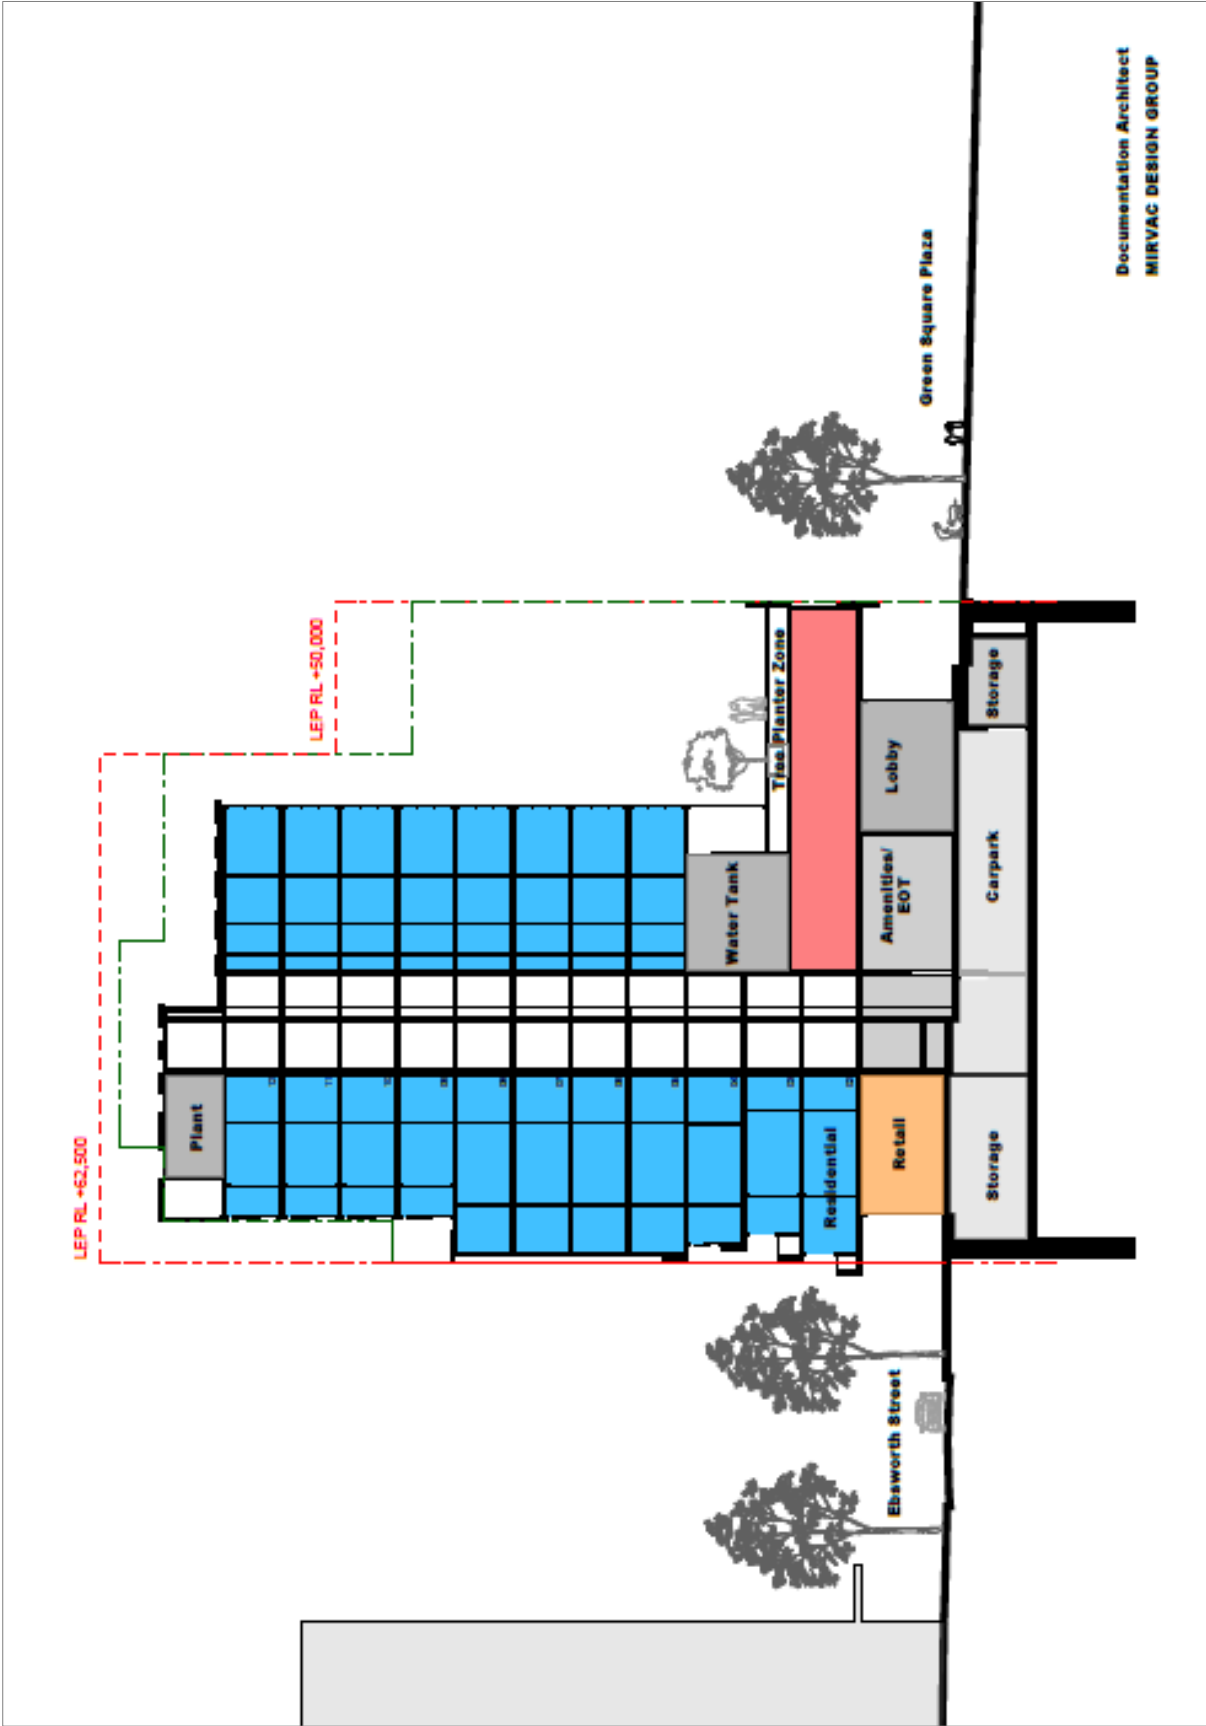 LEP RL +62,500
LEP RL +50,000
Plant
Water Tank
Tree Planter Zone
Residential
Retail
Amenities/
EOT
Lobby
Storage
Carpark
Storage
Ebsworth Street
Green Square Plaza
Documentation Architect
MIRVAC DESIGN GROUP